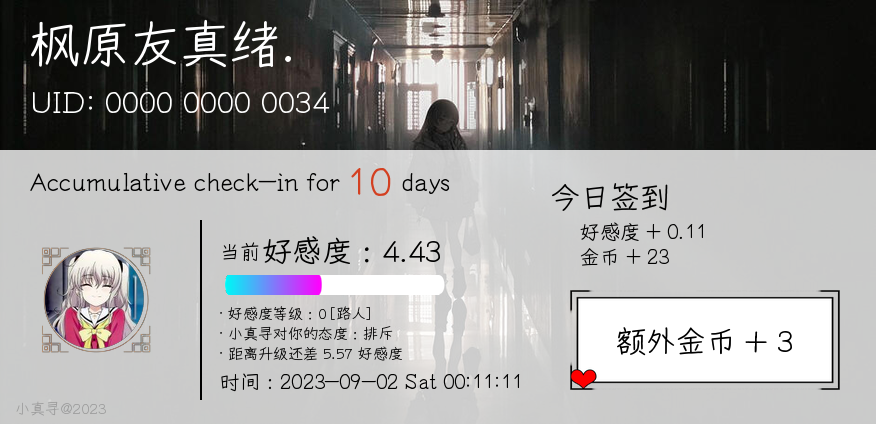 枫原友真绪.
UID: 0000 0000 0034
Accumulative check-in for 10 days
今日签到
好感度 + 0.11
金币 + 23
当前好感度：4.43
· 好感度等级：0 [路人]
· 小真寻对你的态度：排斥
· 距离升级还差 5.57 好感度
时间：2023-09-02 Sat 00:11:11
额外金币 + 3
小真寻@2023